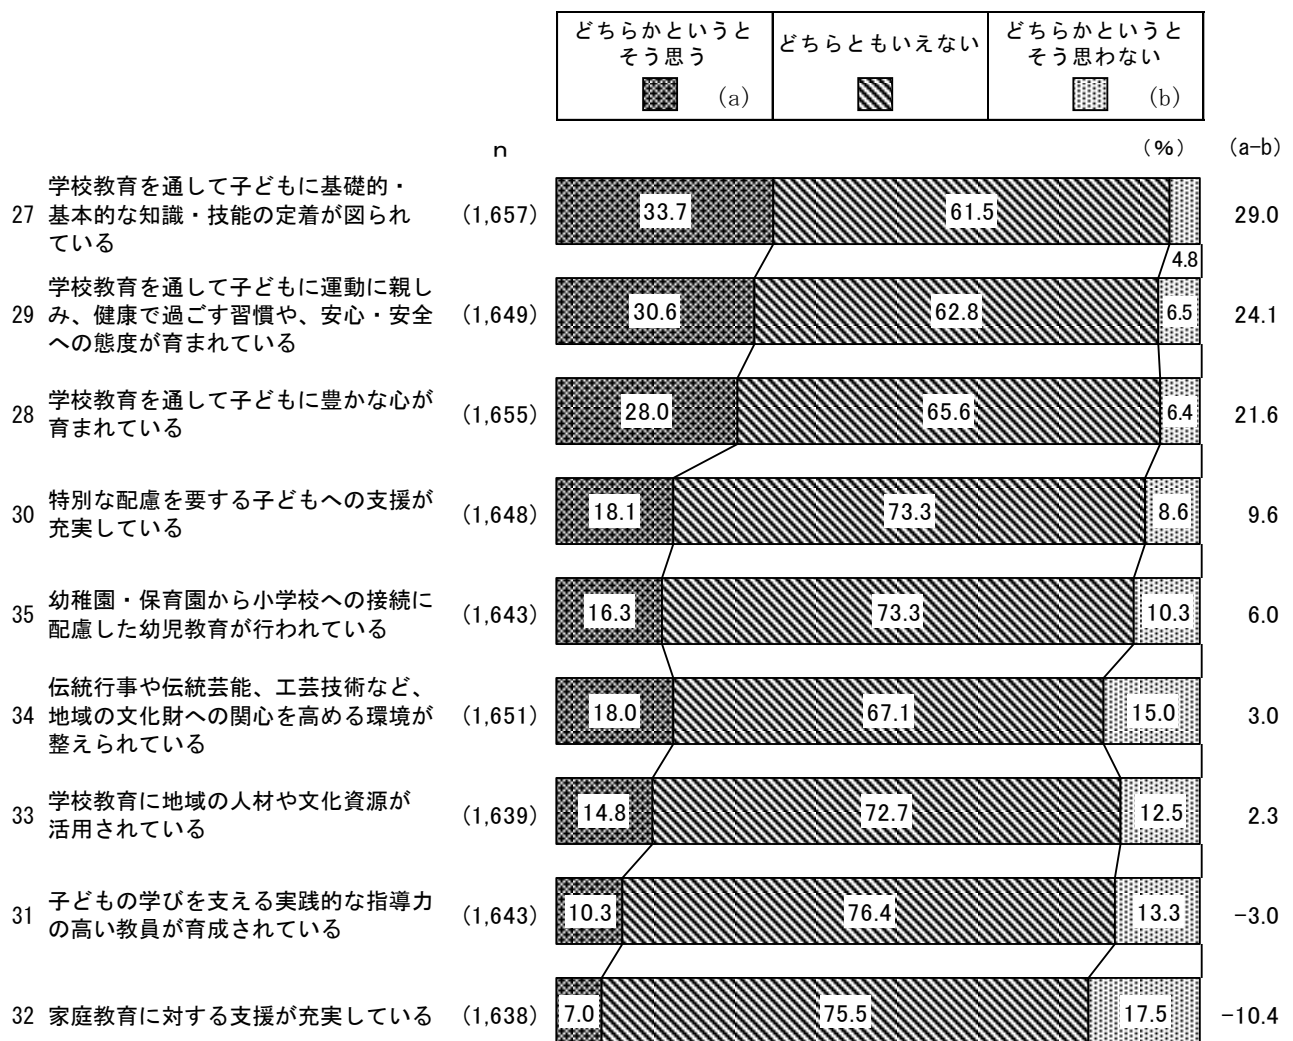 どちらかというと
そう思う
(a)
どちらともいえない
どちらかというと
そう思わない
(b)
n
(%)
(a-b)
27
学校教育を通して子どもに基礎的・
基本的な知識・技能の定着が図られ
ている
(1,657)
33.7
61.5
4.8
29.0
29
学校教育を通して子どもに運動に親し
み、健康で過ごす習慣や、安心・安全
への態度が育まれている
(1,649)
30.6
62.8
6.5
24.1
28
学校教育を通して子どもに豊かな心が
育まれている
(1,655)
28.0
65.6
6.4
21.6
30
特別な配慮を要する子どもへの支援が
充実している
(1,648)
18.1
73.3
8.6
9.6
35
幼稚園・保育園から小学校への接続に
配慮した幼児教育が行われている
(1,643)
16.3
73.3
10.3
6.0
34
伝統行事や伝統芸能、工芸技術など、
地域の文化財への関心を高める環境が
整えられている
(1,651)
18.0
67.1
15.0
3.0
33
学校教育に地域の人材や文化資源が
活用されている
(1,639)
14.8
72.7
12.5
2.3
31
子どもの学びを支える実践的な指導力
の高い教員が育成されている
(1,643)
10.3
76.4
13.3
-3.0
32
家庭教育に対する支援が充実している
(1,638)
7.0
75.5
17.5
-10.4